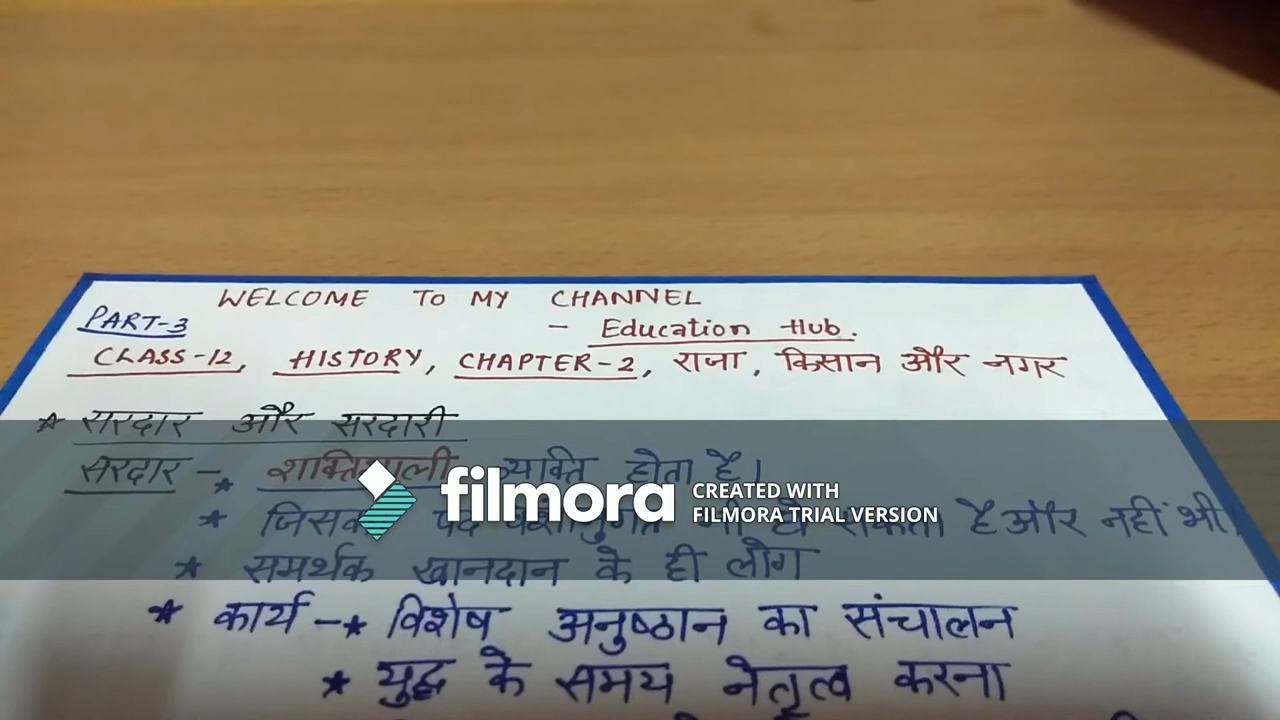 WELCOME TO MY CHANNEL
PART-3
- Education Hub.
CLASS-12, HISTORY, CHAPTER-2, राजा, किसान और नगर
* सरदार और सरदारी
सरदार - * शक्तिशाली व्यक्ति होता है।
filmora CREATED WITH
FILMORA TRIAL VERSION
* जिसका पद वंशानुगत भी हो सकता है और नहीं भी
* समर्थक खानदान के ही लोग
* कार्य - * विशेष अनुष्ठान का संचालन
* युद्ध के समय नेतृत्व करना